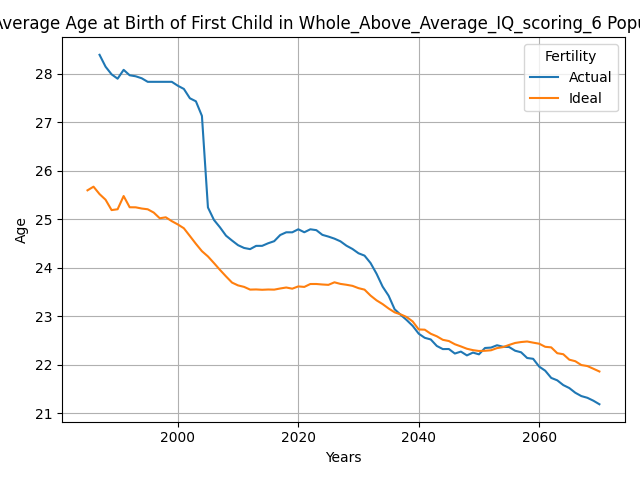 Average Age at Birth of First Child in Whole_Above_Average_IQ_scoring_6 Popu
Fertility
Actual
Ideal
Age
28
27
26
25
24
23
22
21
2000 2020 2040 2060
Years